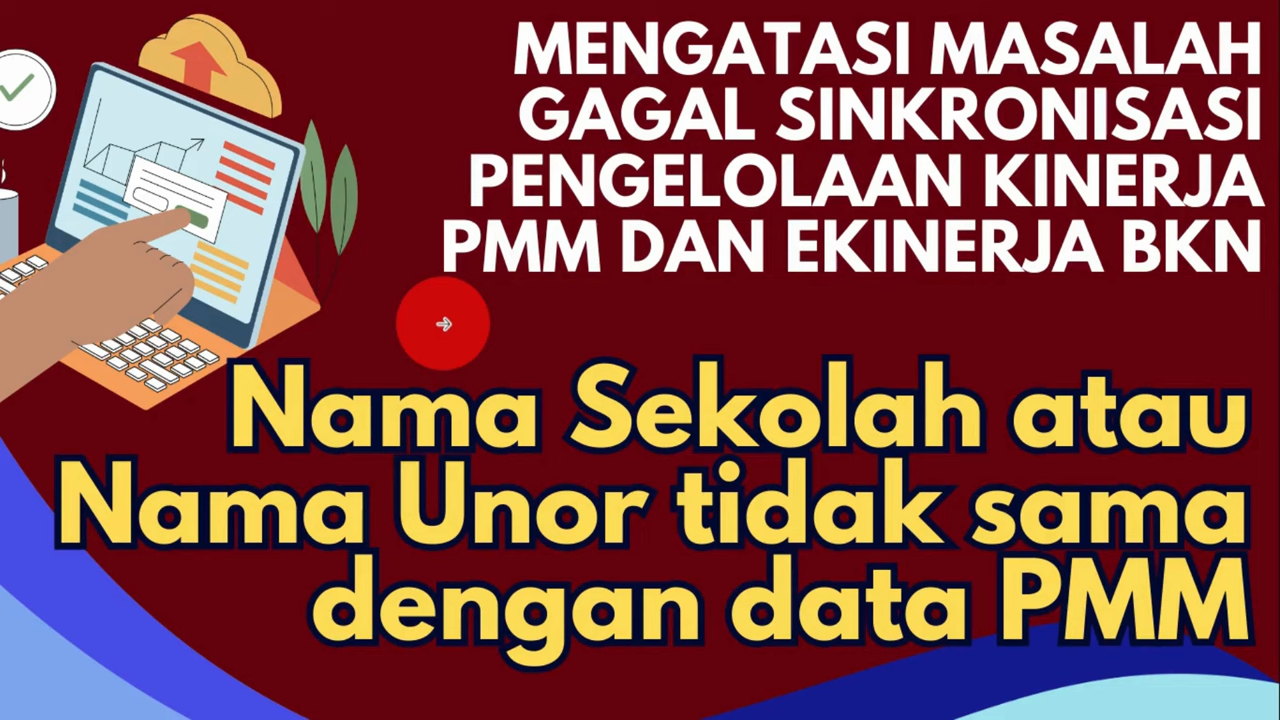 MENGATASI MASALAH
GAGAL SINKRONISASI
PENGELOLAAN KINERJA
PMM DAN EKINERJA BKN
Nama Sekolah atau
Nama Unor tidak sama
dengan data PMM